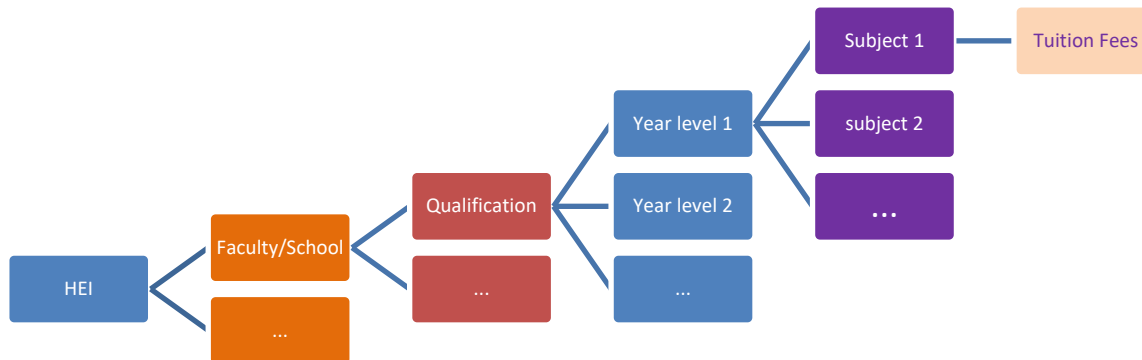 Subject 1
Tuition Fees
Year level 1
subject 2
Qualification
Year level 2
...
Faculty/School
HEI
...
...
...